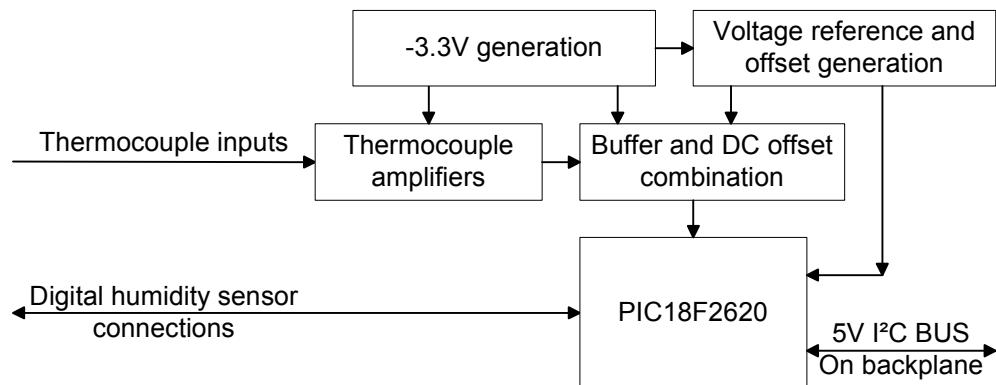 -3.3V generation
Voltage reference and
offset generation
Thermocouple inputs
Thermocouple
amplifiers
Buffer and DC offset
combination
Digital humidity sensor
connections
PIC18F2620
5V I²C BUS
On backplane